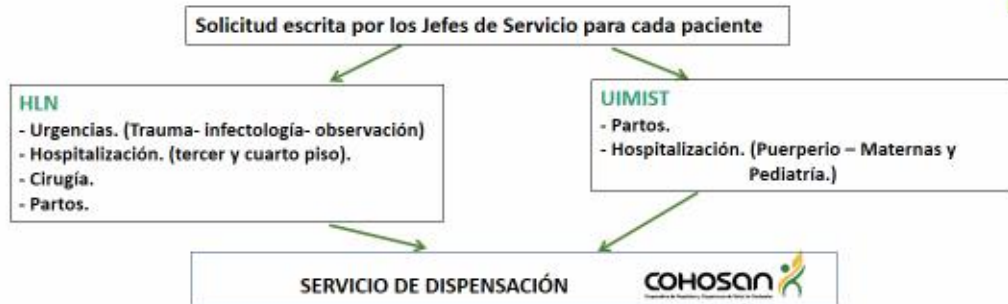 Solicitud escrita por los Jefes de Servicio para cada paciente
HLN
- Urgencias. (Trauma- infectología- observación)
- Hospitalización. (tercer y cuarto piso).
- Cirugía.
- Partos.
UIMIST
- Partos.
- Hospitalización. (Puerperio – Maternas y
Pediatría.)
SERVICIO DE DISPENSACIÓN
COHOSAN